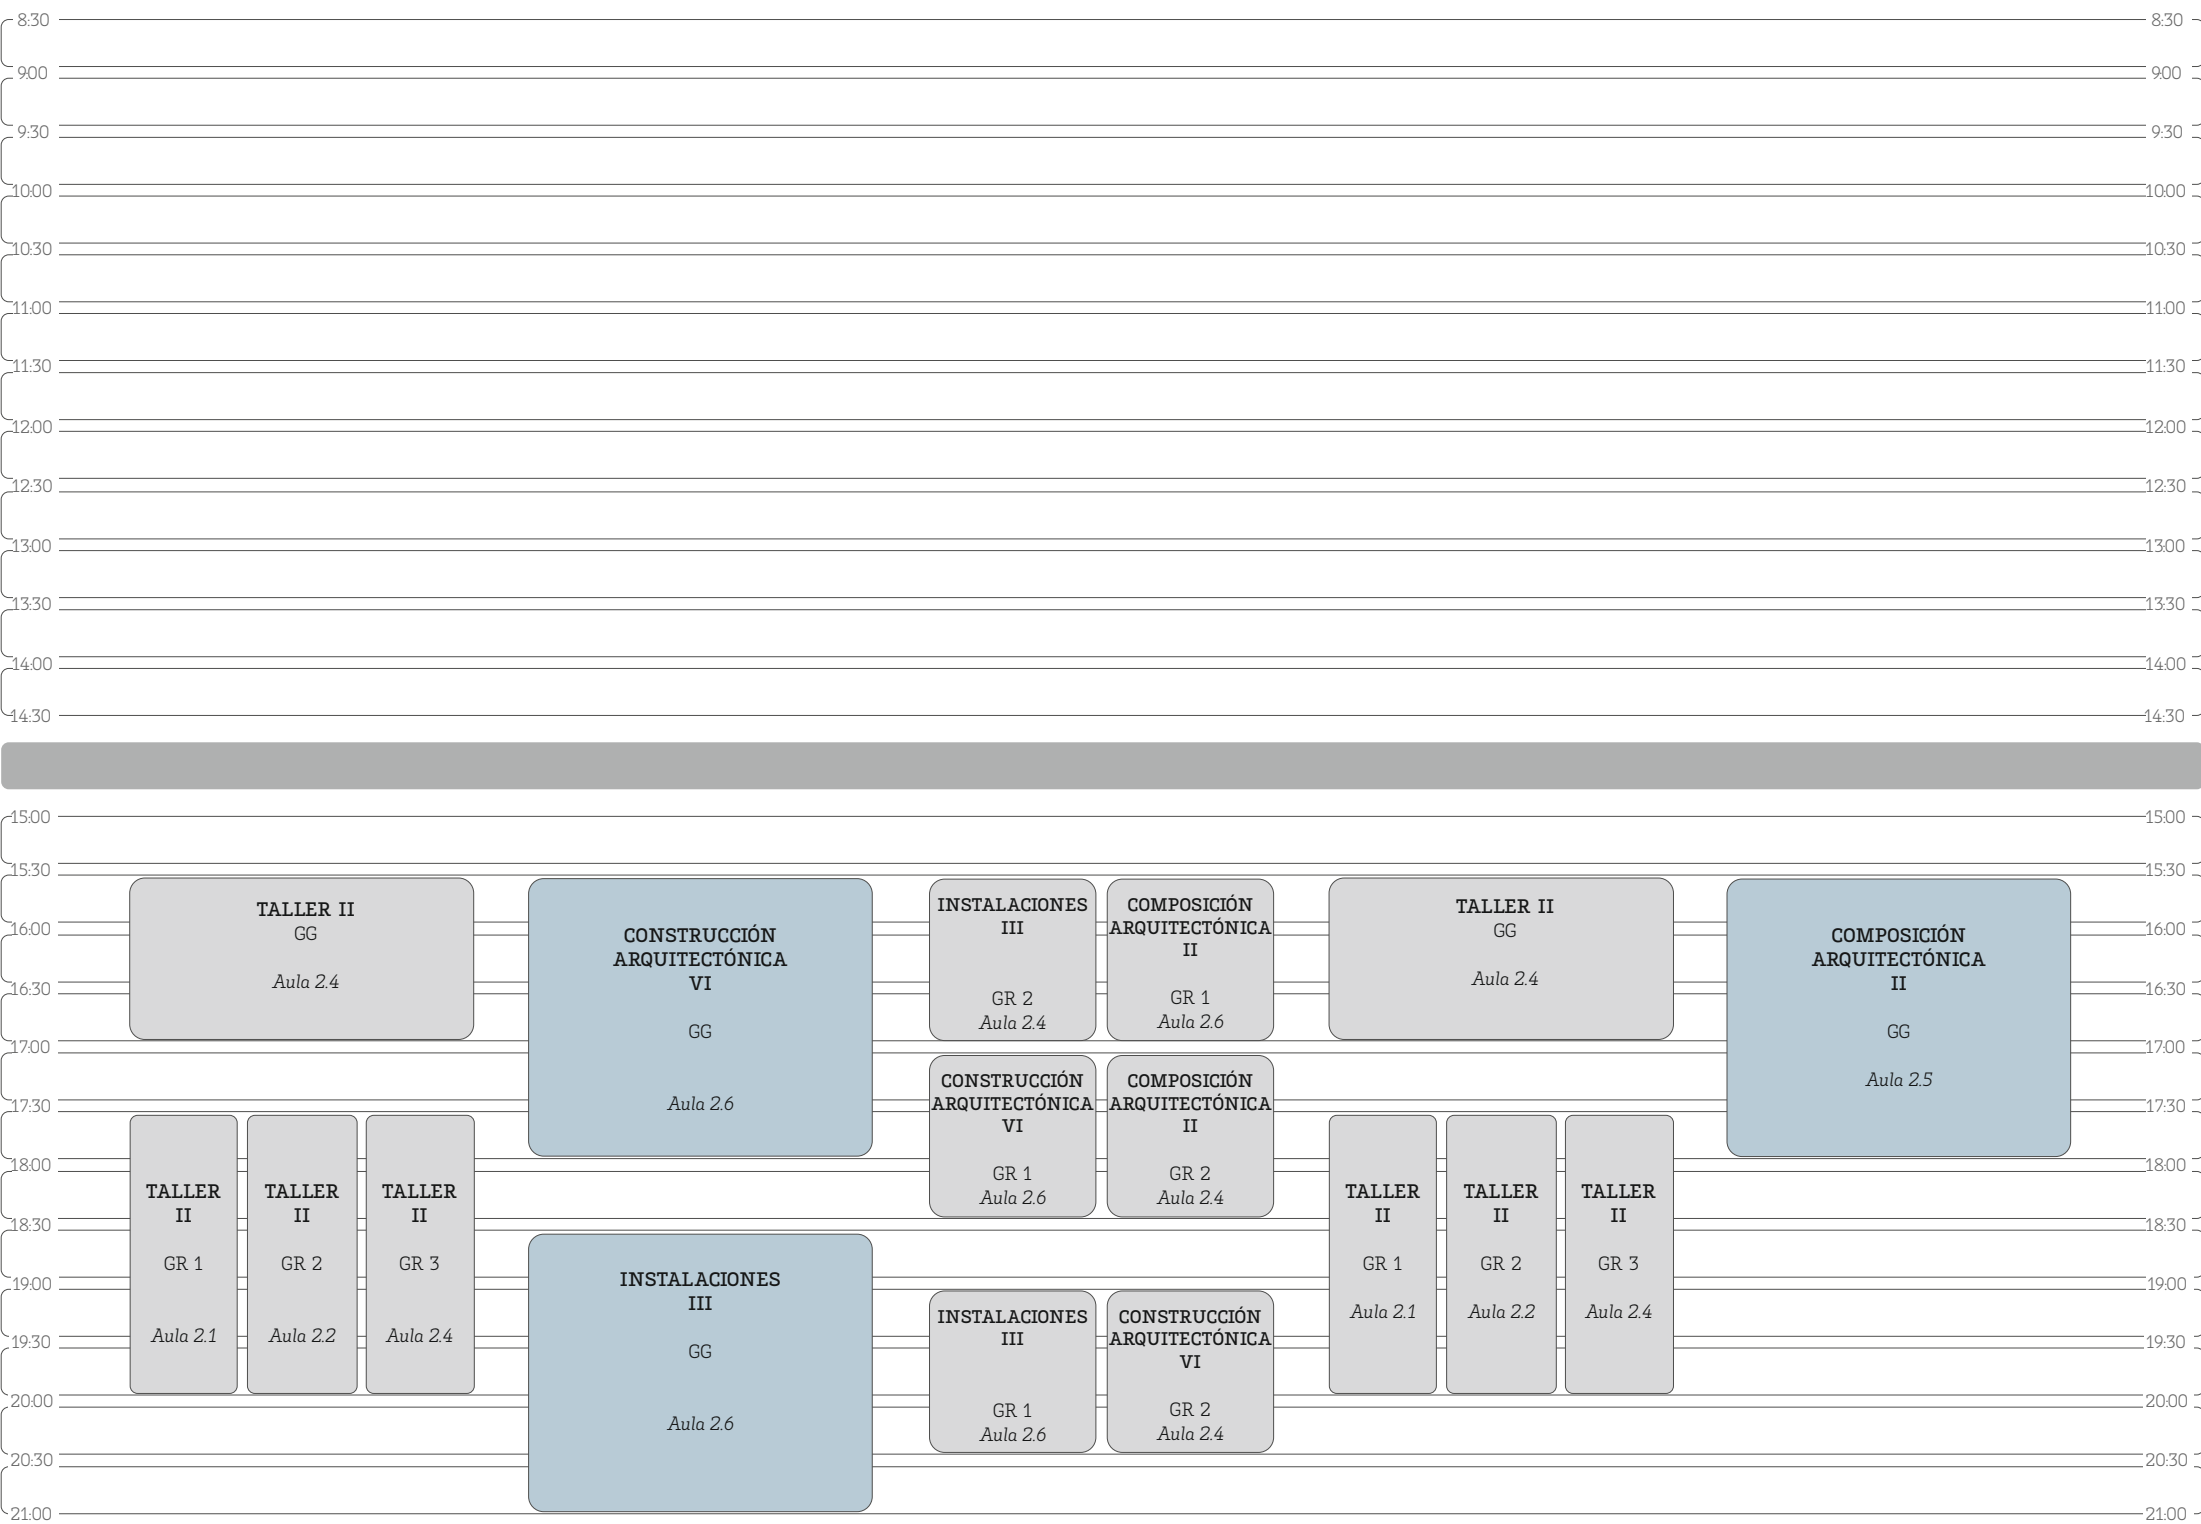 8:30 8:30
9:00 9:00
9:30 9:30
10:00 10:00
10:30 10:30
11:00 11:00
11:30 11:30
12:00 12:00
12:30 12:30
13:00 13:00
13:30 13:30
14:00 14:00
14:30 14:30
15:00 15:00
15:30 15:30
16:00 16:00
16:30 16:30
17:00 17:00
17:30 17:30
18:00 18:00
18:30 18:30
19:00 19:00
19:30 19:30
20:00 20:00
20:30 20:30
21:00 21:00
TALLER II
GG
Aula 2.4
TALLER
II
GR 1
Aula 2.1
TALLER
II
GR 2
Aula 2.2
TALLER
II
GR 3
Aula 2.4
CONSTRUCCIÓN
ARQUITECTÓNICA
VI
GG
Aula 2.6
INSTALACIONES
III
GG
Aula 2.6
INSTALACIONES
III
GR 2
Aula 2.4
COMPOSICIÓN
ARQUITECTÓNICA
II
GR 1
Aula 2.6
CONSTRUCCIÓN
ARQUITECTÓNICA
VI
GR 1
Aula 2.6
COMPOSICIÓN
ARQUITECTÓNICA
II
GR 2
Aula 2.4
INSTALACIONES
III
GR 1
Aula 2.6
CONSTRUCCIÓN
ARQUITECTÓNICA
VI
GR 2
Aula 2.4
TALLER II
GG
Aula 2.4
TALLER
II
GR 1
Aula 2.1
TALLER
II
GR 2
Aula 2.2
TALLER
II
GR 3
Aula 2.4
COMPOSICIÓN
ARQUITECTÓNICA
II
GG
Aula 2.5